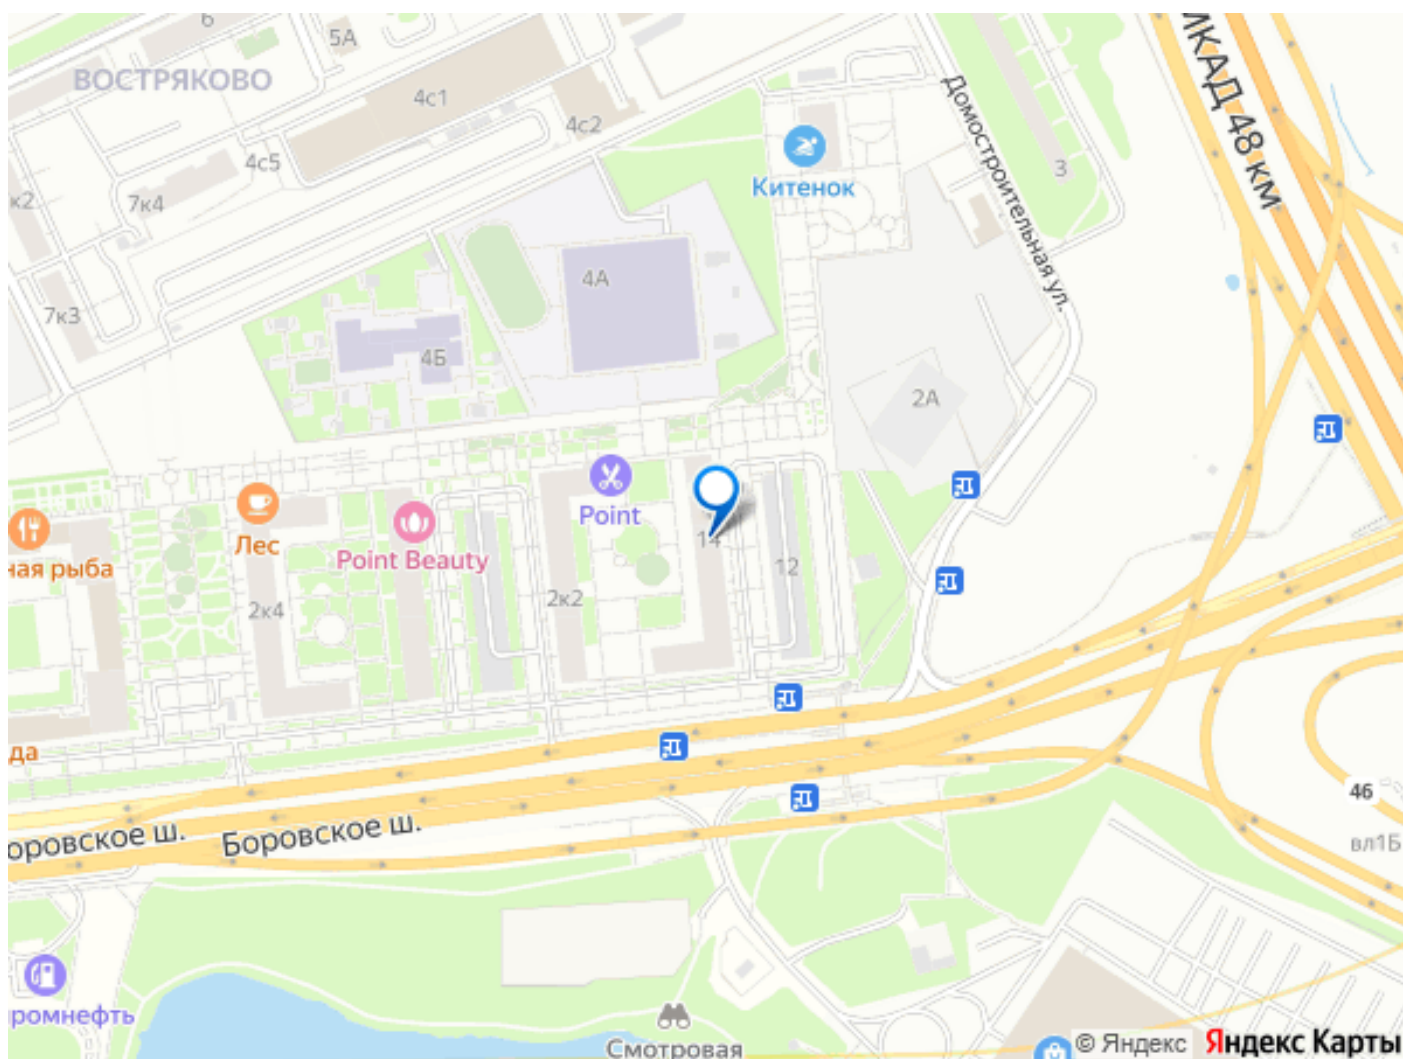 6
5А
ВОСТРЯКОВО
4с1
4с2
МКАД 48 км
Домостроительная ул.
3
Китенок
4с5
к2
7к4
4А
7к3
4Б
2А
Point
Лес
Point Beauty
14
ная рыба
12
2к4
2к2
да
46
Боровское ш.
оровское ш.
вл1Б
промнефть
Смотровая
© Яндекс
Яндекс Карты